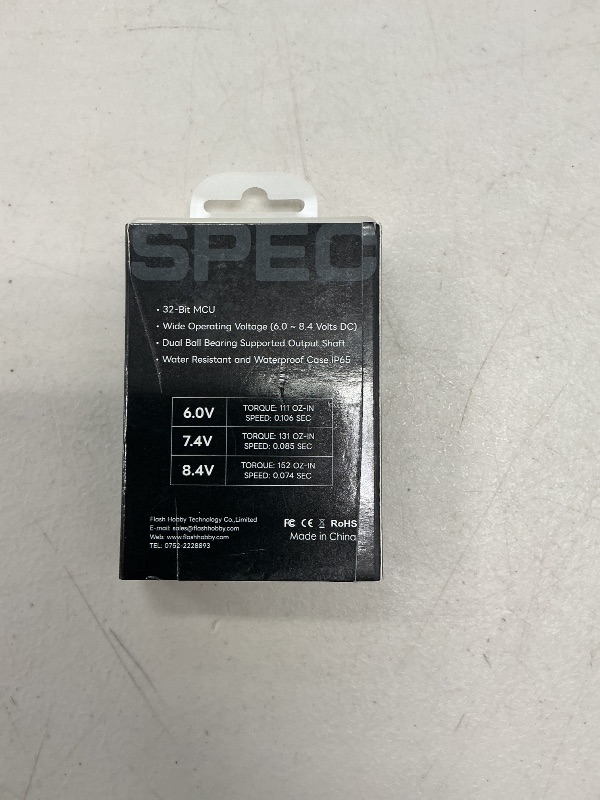 SPEC
• 32-Bit MCU
• Wide Operating Voltage (6.0 ~ 8.4 Volts DC)
• Dual Ball Bearing Supported Output Shaft
• Water Resistant and Waterproof Case.IP65
6.0V TORQUE: 111 OZ-IN
SPEED: 0.106 SEC
7.4V TORQUE: 131 OZ-IN
SPEED: 0.085 SEC
8.4V TORQUE: 152 OZ-IN
SPEED: 0.074 SEC
Flash Hobby Technology Co.,Limited
E-mail: sales@flashhobby.com
Web: www.flashhobby.com
TEL: 0752-2228893
FC CE RoHS
Made in China